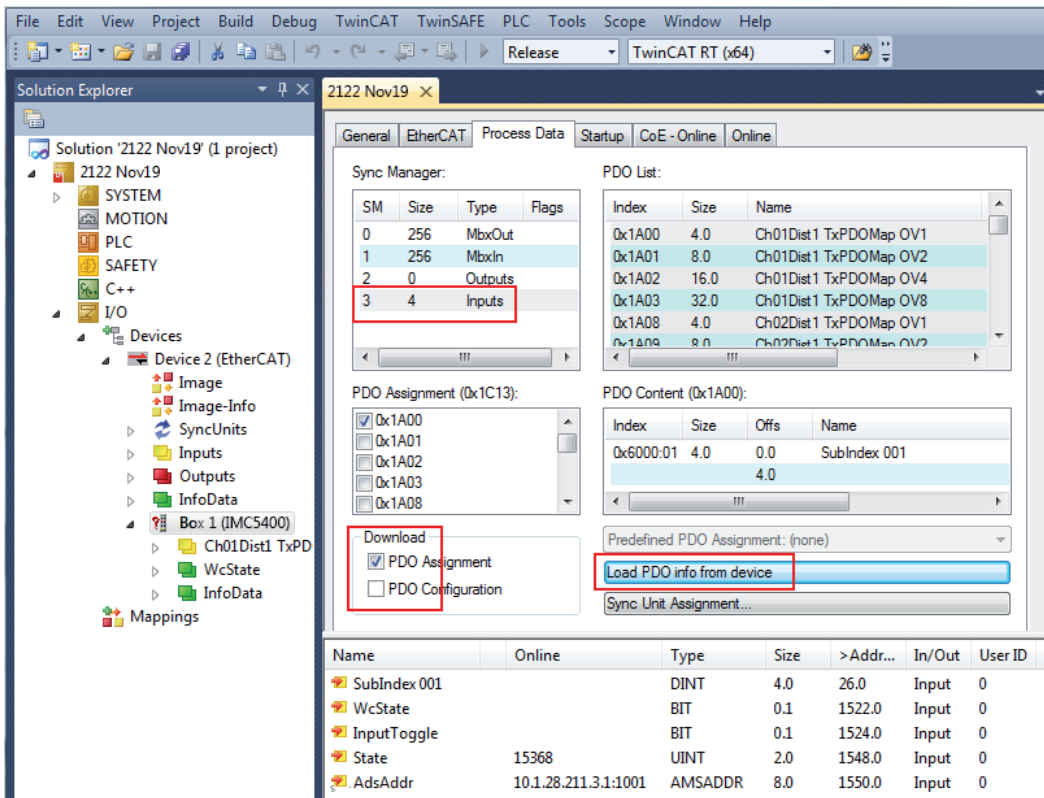 File Edit View Project Build Debug TwinCAT TwinSAFE PLC Tools Scope Window Help
Release TwinCAT RT (x64)
Solution Explorer
Solution '2122 Nov19' (1 project)
2122 Nov19
SYSTEM
MOTION
PLC
SAFETY
C++
I/O
Devices
Device 2 (EtherCAT)
Image
Image-Info
SyncUnits
Inputs
Outputs
InfoData
Box 1 (IMC5400)
Ch01Dist1 TxPD
WcState
InfoData
Mappings
2122 Nov19
General EtherCAT Process Data Startup CoE - Online Online
Sync Manager:
SM Size Type Flags
0 256 MbxOut
1 256 MbxIn
2 0 Outputs
3 4 Inputs
PDO List:
Index Size Name
0x1A00 4.0 Ch01Dist1 TxPDOMap OV1
0x1A01 8.0 Ch01Dist1 TxPDOMap OV2
0x1A02 16.0 Ch01Dist1 TxPDOMap OV4
0x1A03 32.0 Ch01Dist1 TxPDOMap OV8
0x1A08 4.0 Ch02Dist1 TxPDOMap OV1
0x1A09 8.0 Ch02Dist1 TxPDOMap OV2
PDO Assignment (0x1C13):
0x1A00
0x1A01
0x1A02
0x1A03
0x1A08
PDO Content (0x1A00):
Index Size Offs Name
0x6000:01 4.0 0.0 SubIndex 001
4.0
Download
PDO Assignment
PDO Configuration
Predefined PDO Assignment: (none)
Load PDO info from device
Sync Unit Assignment...
Name Online Type Size >Addr... In/Out User ID
SubIndex 001 DINT 4.0 26.0 Input 0
WcState BIT 0.1 1522.0 Input 0
InputToggle BIT 0.1 1524.0 Input 0
State 15368 UINT 2.0 1548.0 Input 0
AdsAddr 10.1.28.211.3.1:1001 AMSADDR 8.0 1550.0 Input 0